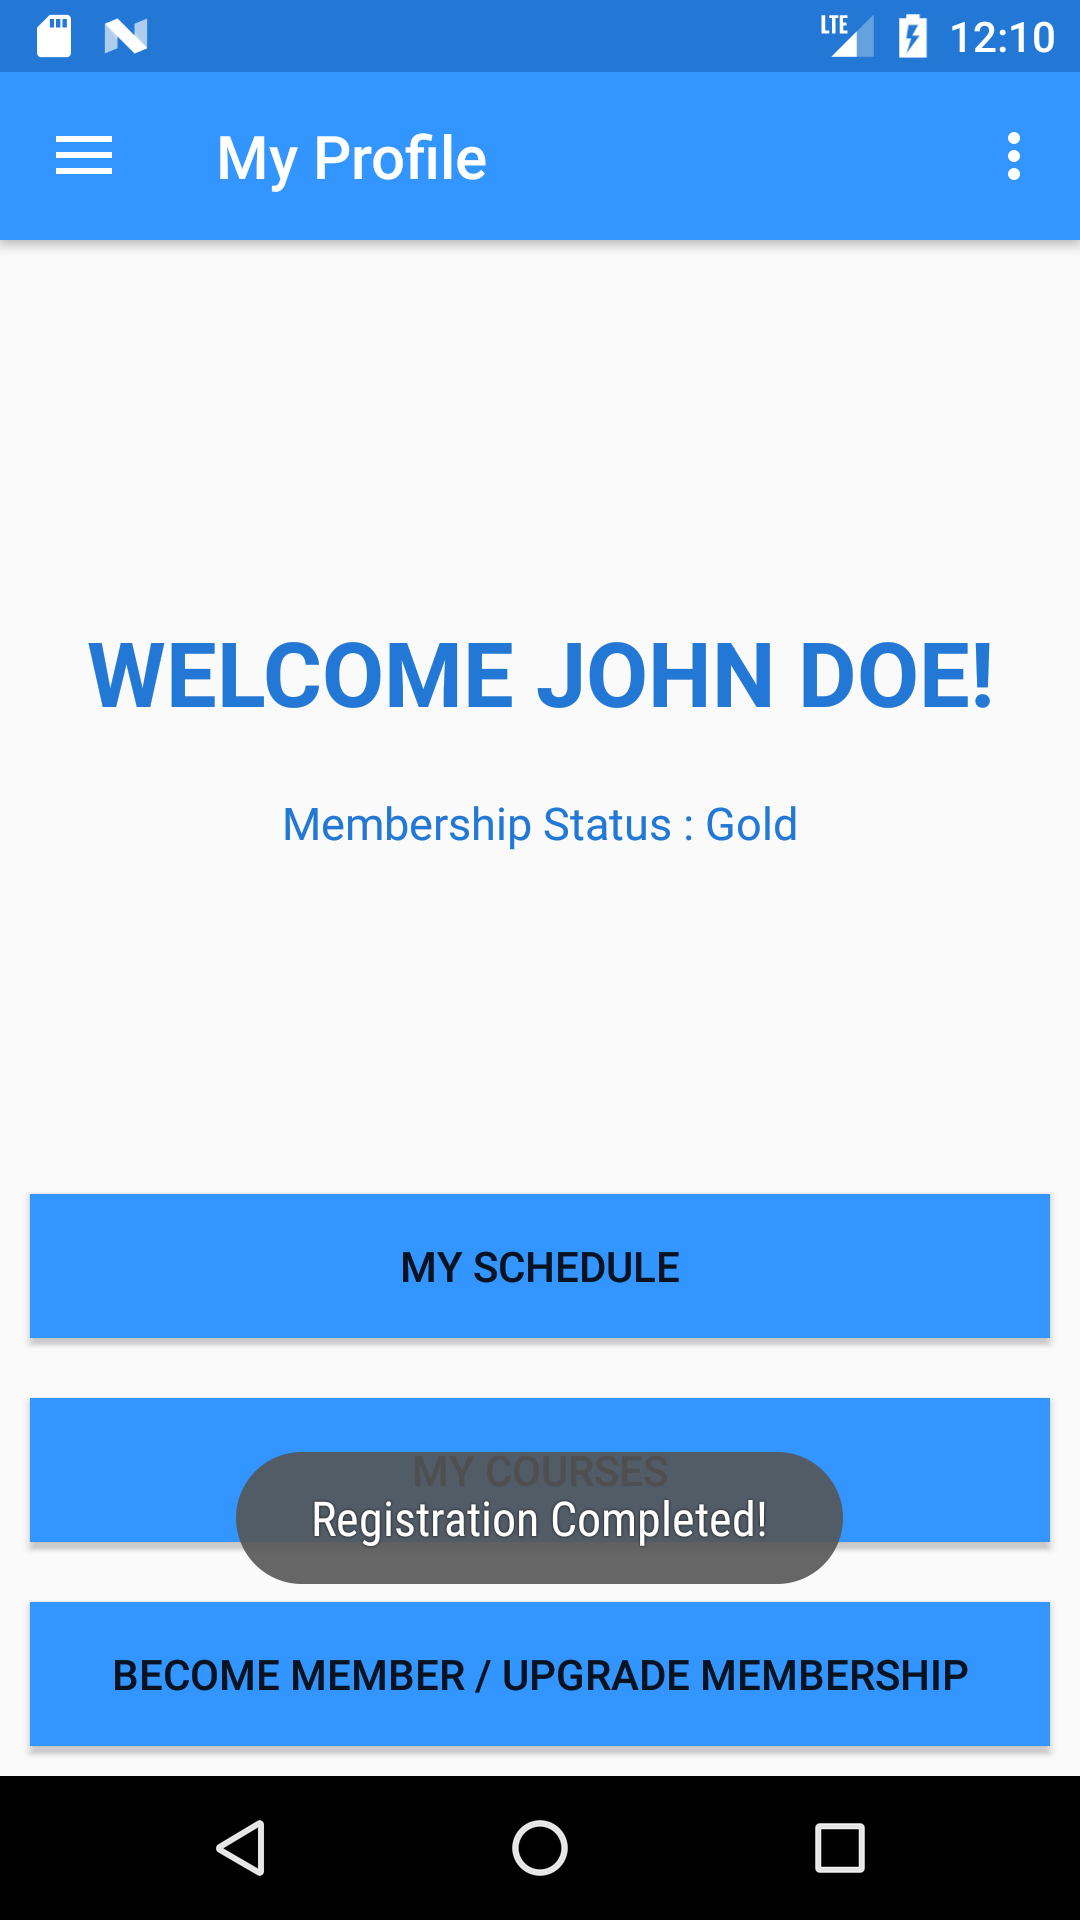 LTE 12:10
My Profile
WELCOME JOHN DOE!
Membership Status : Gold
MY SCHEDULE
MY COURSES
Registration Completed!
BECOME MEMBER / UPGRADE MEMBERSHIP